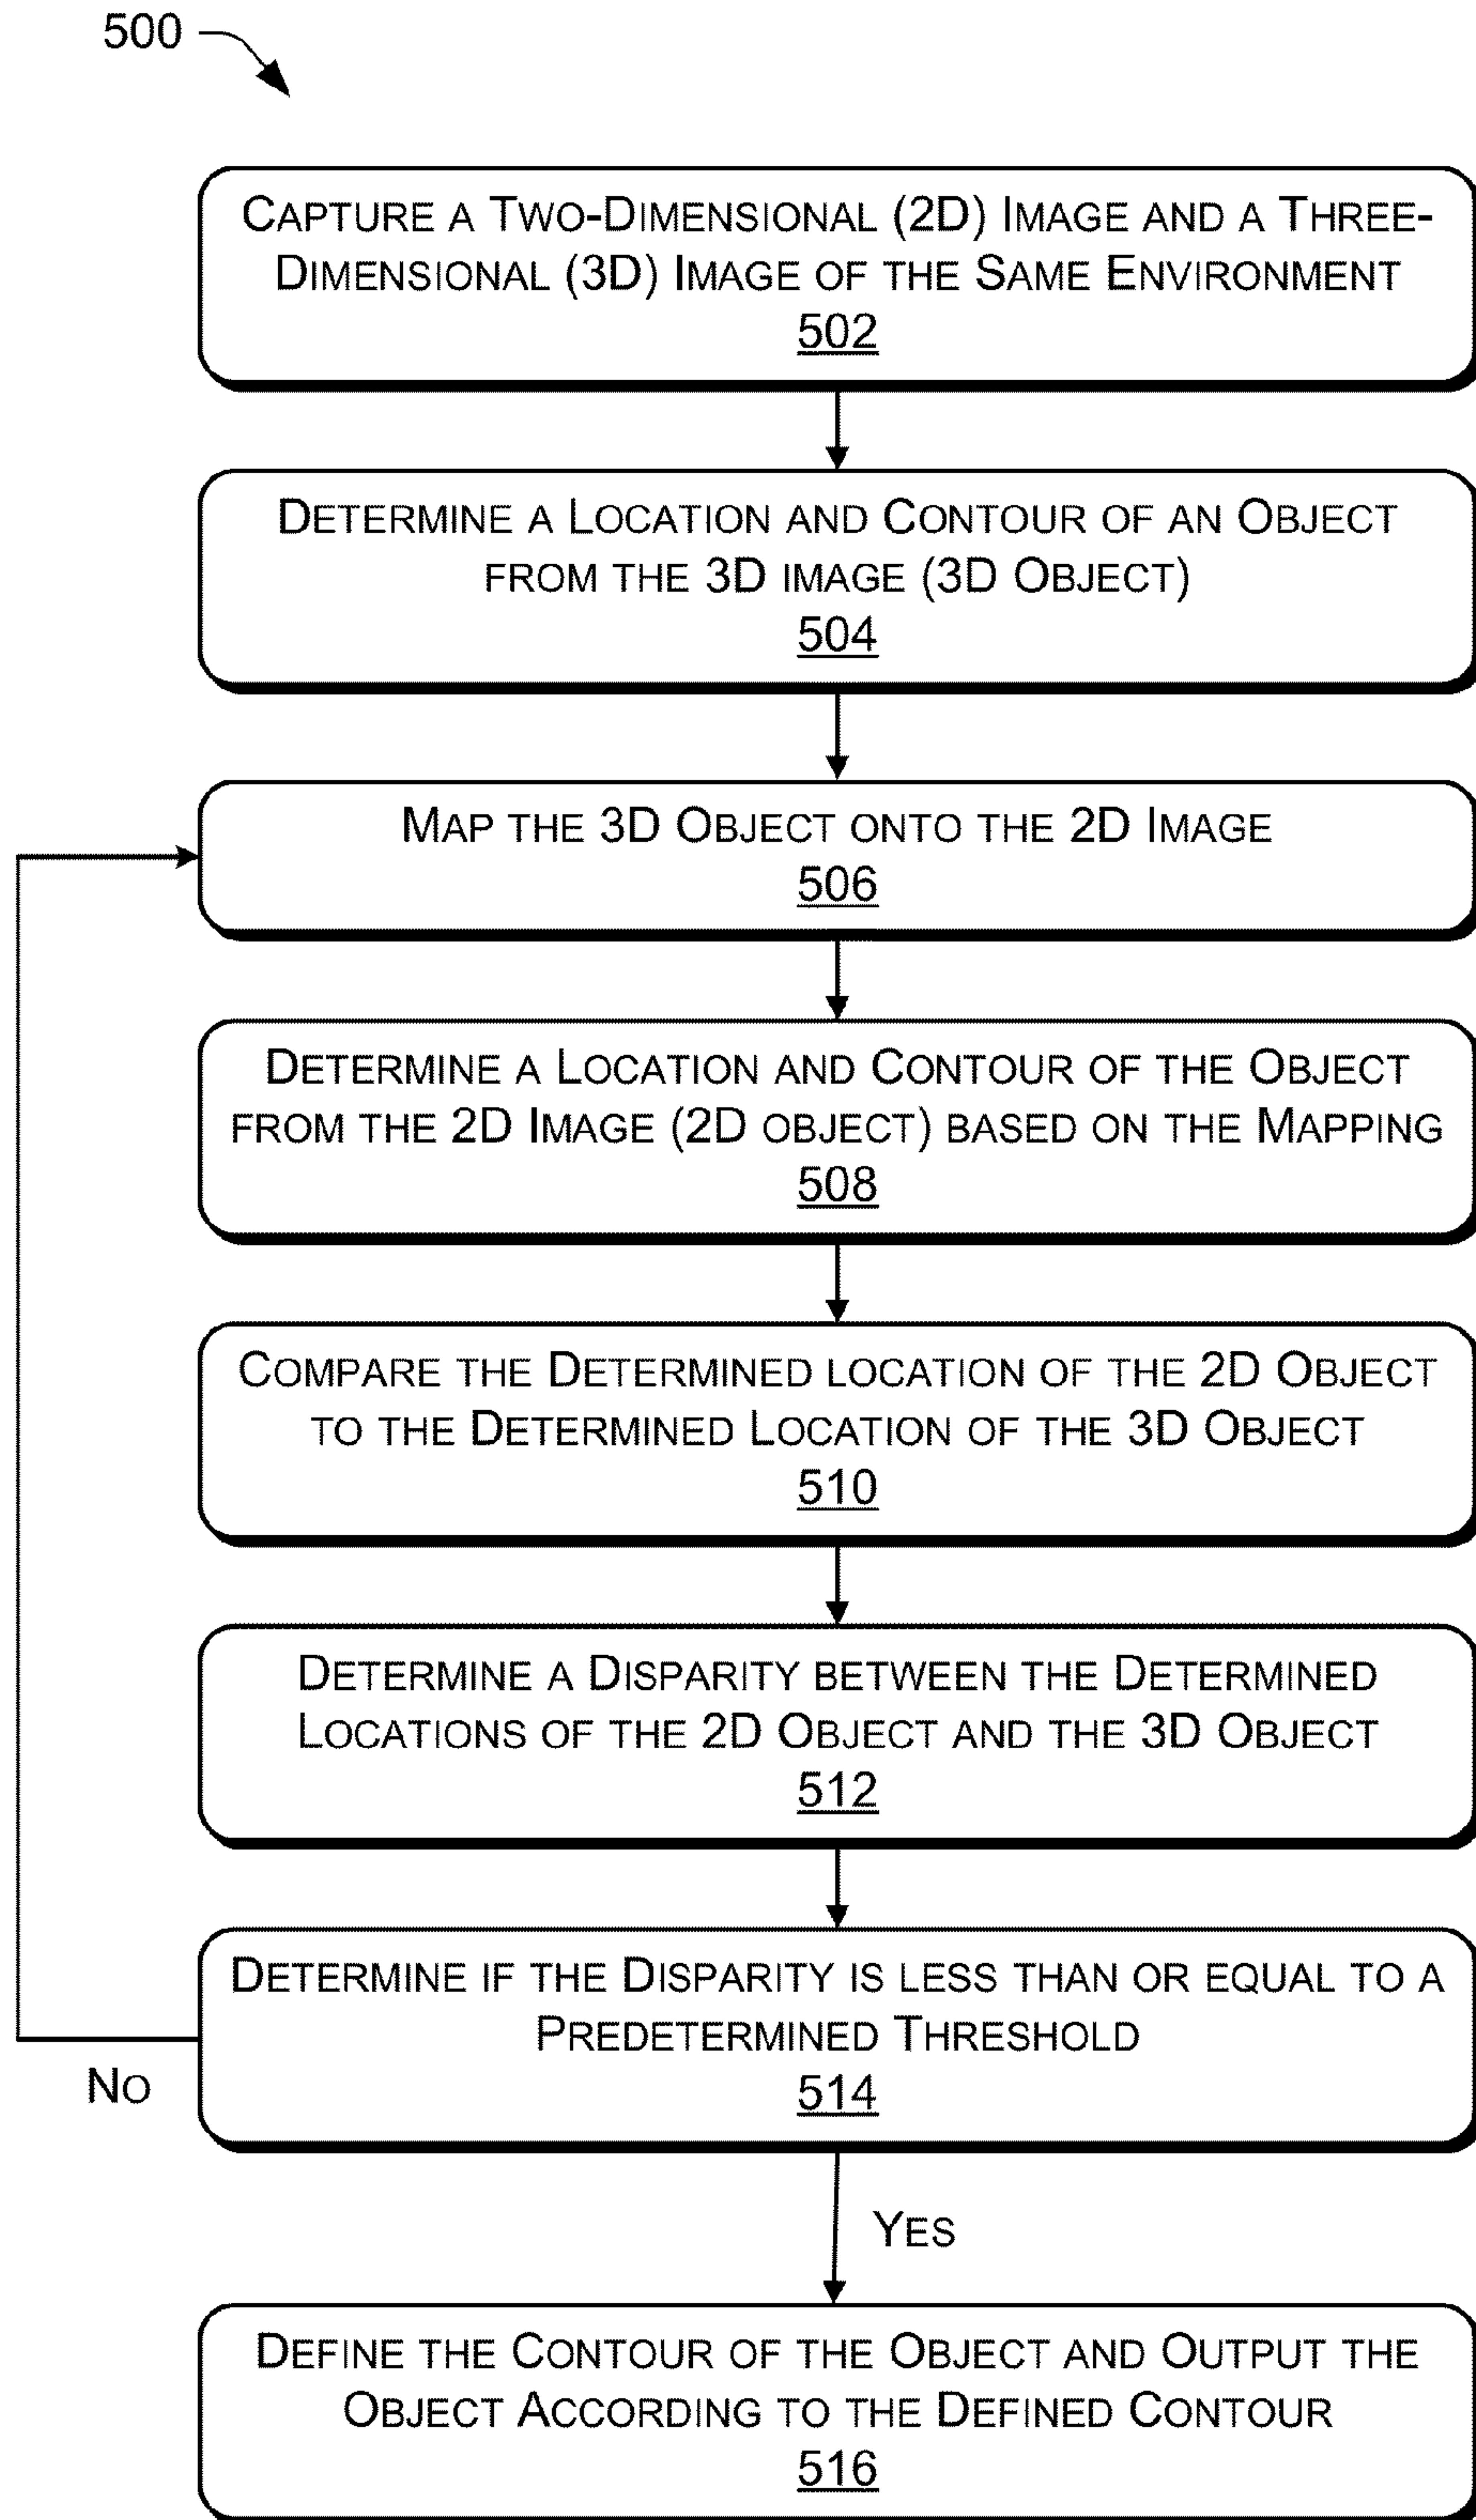 500
CAPTURE A TWO-DIMENSIONAL (2D) IMAGE AND A THREE-
DIMENSIONAL (3D) IMAGE OF THE SAME ENVIRONMENT
502
DETERMINE A LOCATION AND CONTOUR OF AN OBJECT
FROM THE 3D IMAGE (3D OBJECT)
504
MAP THE 3D OBJECT ONTO THE 2D IMAGE
506
DETERMINE A LOCATION AND CONTOUR OF THE OBJECT
FROM THE 2D IMAGE (2D OBJECT) BASED ON THE MAPPING
508
COMPARE THE DETERMINED LOCATION OF THE 2D OBJECT
TO THE DETERMINED LOCATION OF THE 3D OBJECT
510
DETERMINE A DISPARITY BETWEEN THE DETERMINED
LOCATIONS OF THE 2D OBJECT AND THE 3D OBJECT
512
DETERMINE IF THE DISPARITY IS LESS THAN OR EQUAL TO A
PREDETERMINED THRESHOLD
514
NO
YES
DEFINE THE CONTOUR OF THE OBJECT AND OUTPUT THE
OBJECT ACCORDING TO THE DEFINED CONTOUR
516